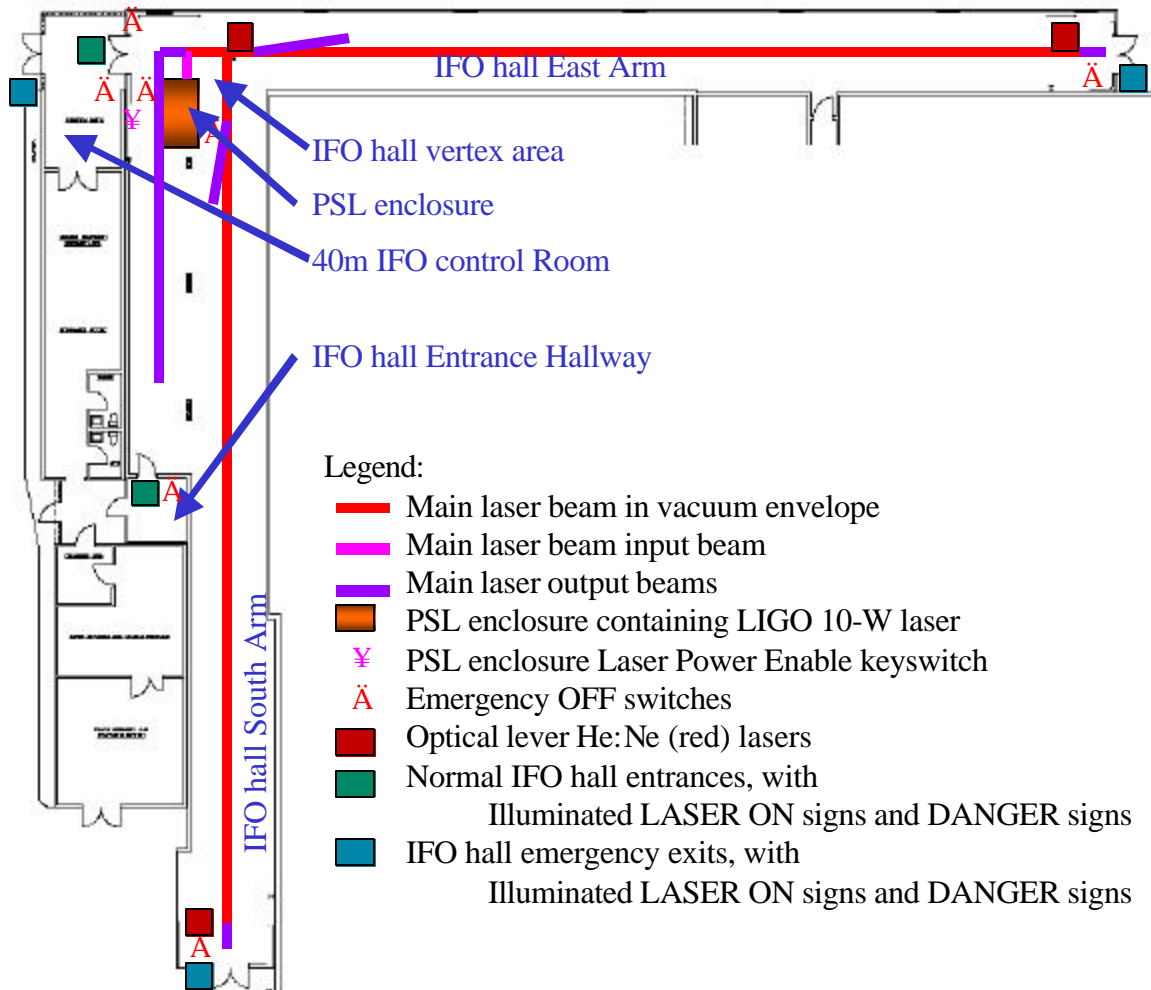 Ä
Ä Ä
¥
Ä
IFO hall East Arm
Ä
IFO hall vertex area
PSL enclosure
40m IFO control Room
IFO hall Entrance Hallway
Ä
IFO hall South Arm
Ä
Legend:
Main laser beam in vacuum envelope
Main laser beam input beam
Main laser output beams
PSL enclosure containing LIGO 10-W laser
¥ PSL enclosure Laser Power Enable keyswitch
Ä Emergency OFF switches
Optical lever He:Ne (red) lasers
Normal IFO hall entrances, with
Illuminated LASER ON signs and DANGER signs
IFO hall emergency exits, with
Illuminated LASER ON signs and DANGER signs